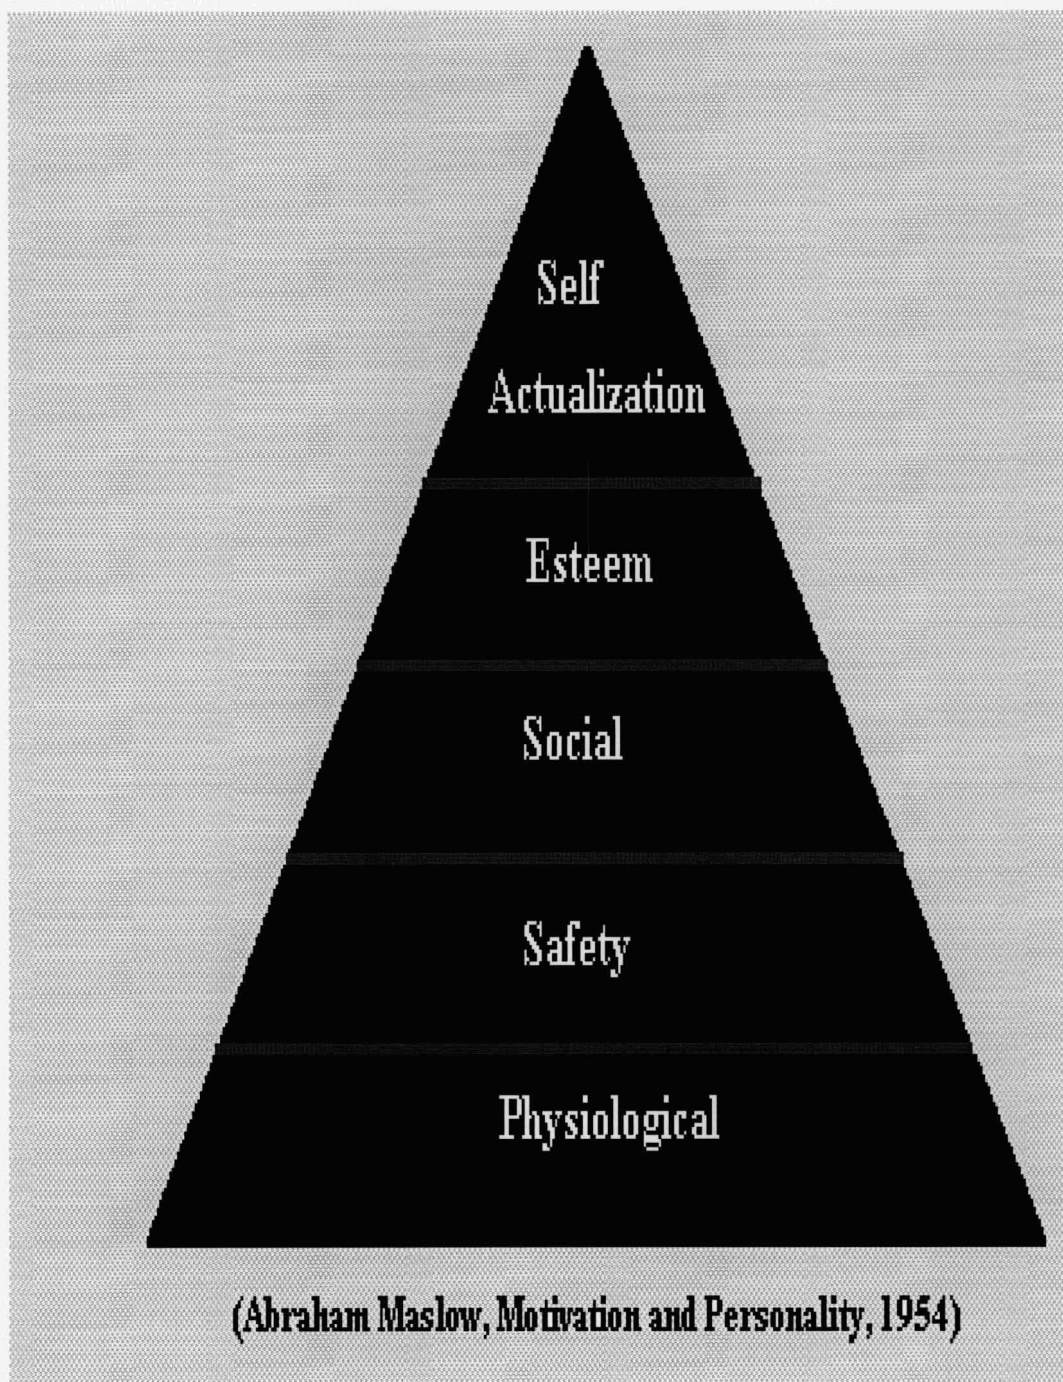 Self
Actualization
Esteem
Social
Safety
Physiological
(Abraham Maslow, Motivation and Personality, 1954)